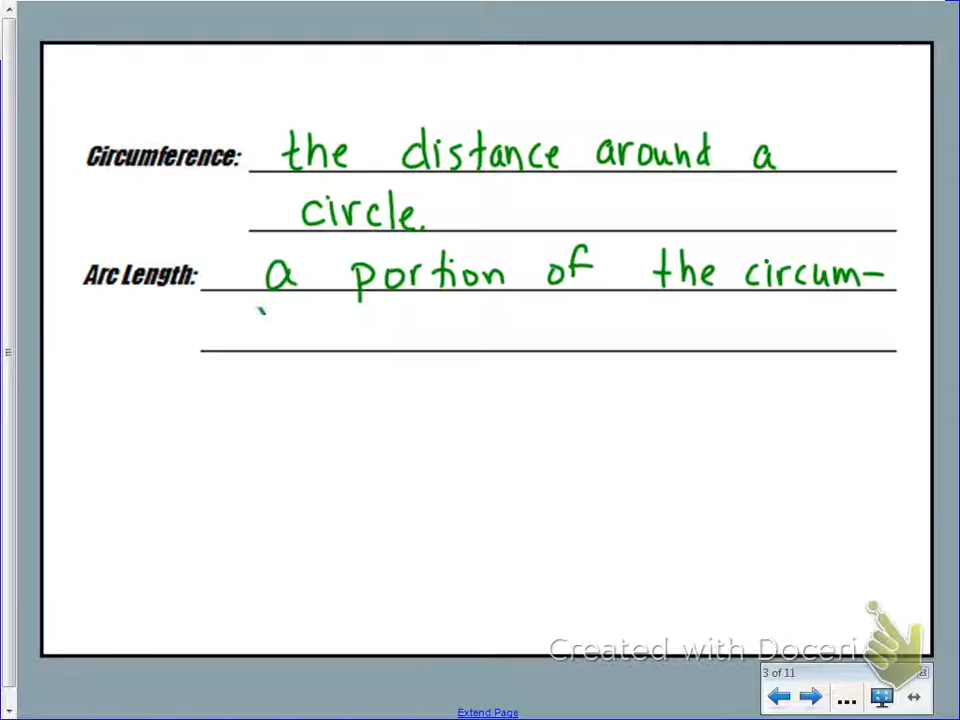 Circumference: the distance around a
circle.
Arc Length: a portion of the circum-
Created with Doceri
3 of 11
...
Extend Page